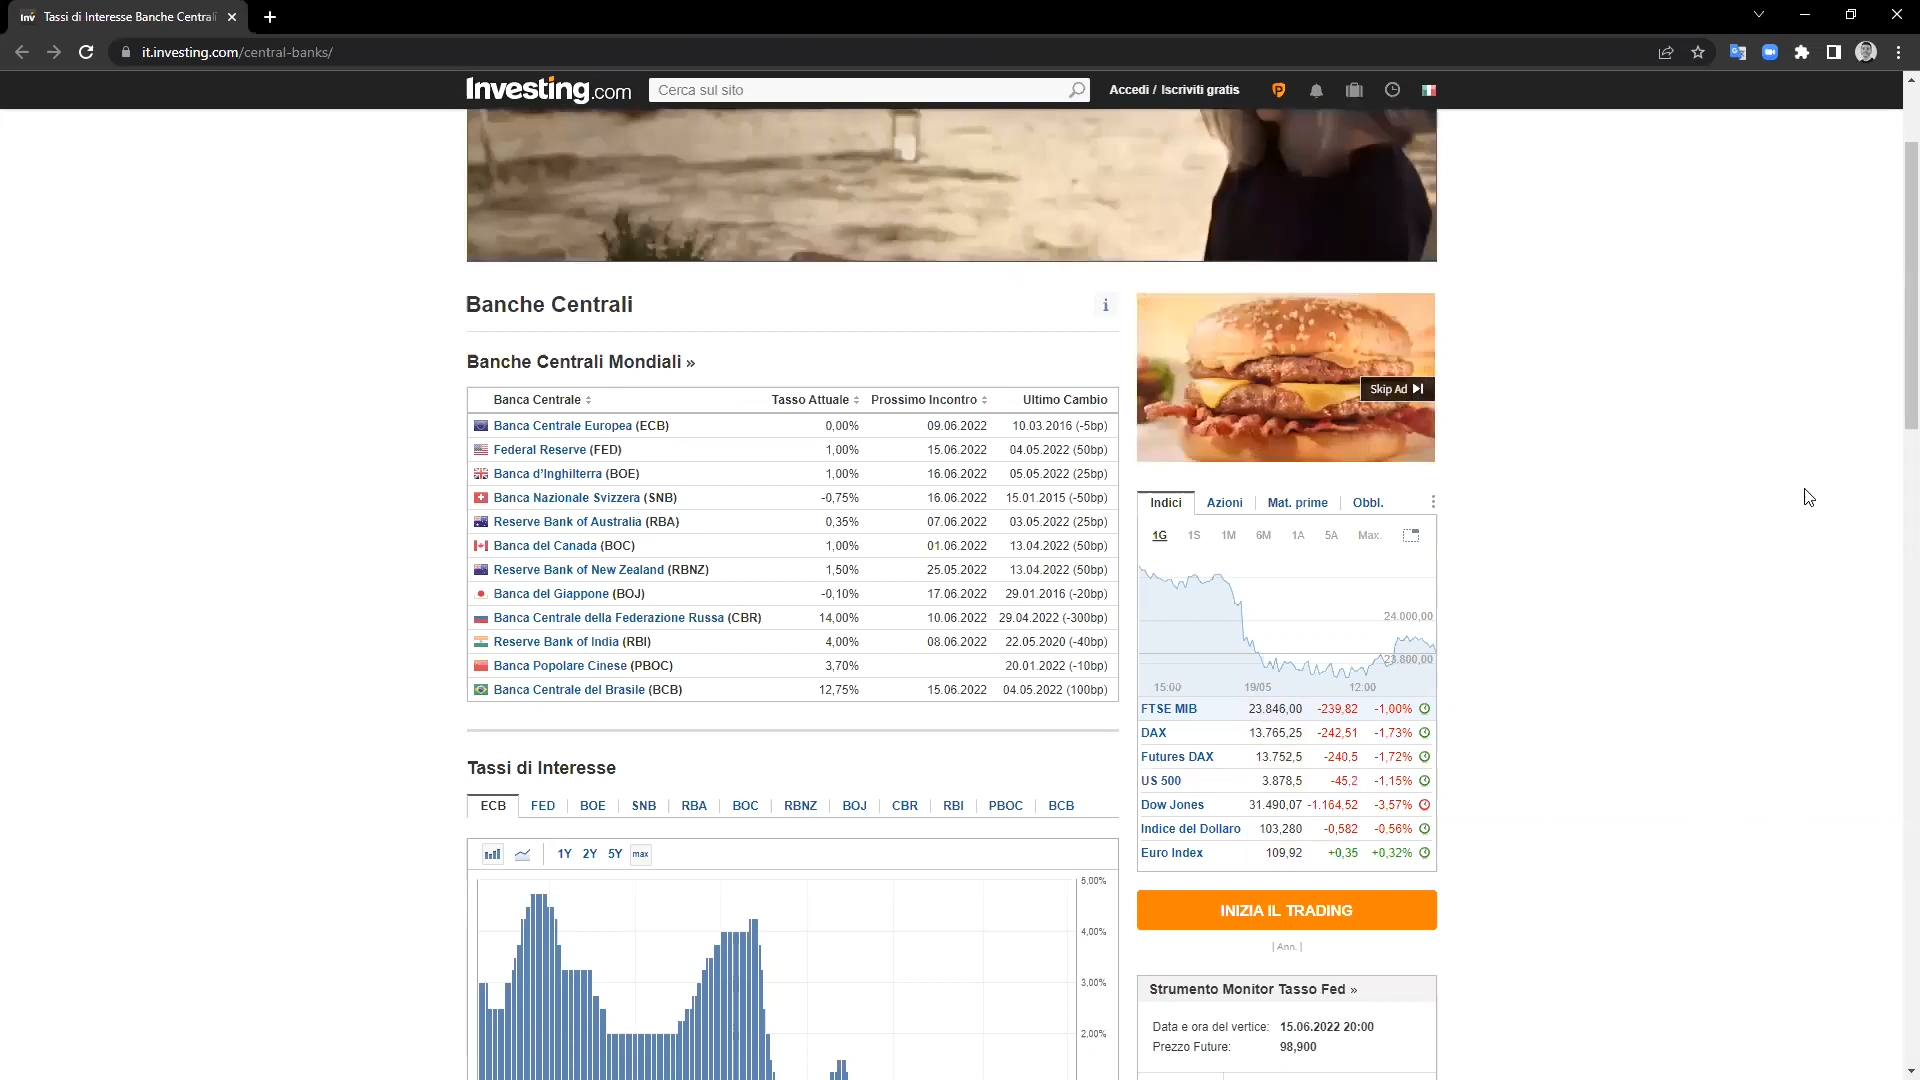 Tassi di Interesse Banche Centrali
it.investing.com/central-banks/
Investing.com
Cerca sul sito
Accedi / Iscriviti gratis
Banche Centrali
i
Banche Centrali Mondiali »
Banca Centrale Tasso Attuale Prossimo Incontro Ultimo Cambio
Banca Centrale Europea (ECB) 0,00% 09.06.2022 10.03.2016 (-5bp)
Federal Reserve (FED) 1,00% 15.06.2022 04.05.2022 (50bp)
Banca d'Inghilterra (BOE) 1,00% 16.06.2022 05.05.2022 (25bp)
Banca Nazionale Svizzera (SNB) -0,75% 16.06.2022 15.01.2015 (-50bp)
Reserve Bank of Australia (RBA) 0,35% 07.06.2022 03.05.2022 (25bp)
Banca del Canada (BOC) 1,00% 01.06.2022 13.04.2022 (50bp)
Reserve Bank of New Zealand (RBNZ) 1,50% 25.05.2022 13.04.2022 (50bp)
Banca del Giappone (BOJ) -0,10% 17.06.2022 29.01.2016 (-20bp)
Banca Centrale della Federazione Russa (CBR) 14,00% 10.06.2022 29.04.2022 (-300bp)
Reserve Bank of India (RBI) 4,00% 08.06.2022 22.05.2020 (-40bp)
Banca Popolare Cinese (PBOC) 3,70% 20.01.2022 (-10bp)
Banca Centrale del Brasile (BCB) 12,75% 15.06.2022 04.05.2022 (100bp)
Tassi di Interesse
ECB FED BOE SNB RBA BOC RBNZ BOJ CBR RBI PBOC BCB
1Y 2Y 5Y max
5,00%
4,00%
3,00%
2,00%
Skip Ad
Indici Azioni Mat. prime Obbl.
1G 1S 1M 6M 1A 5A Max.
24.000,00
23.800,00
15:00 19/05 12:00
FTSE MIB 23.846,00 -239,82 -1,00%
DAX 13.765,25 -242,51 -1,73%
Futures DAX 13.752,5 -240,5 -1,72%
US 500 3.878,5 -45,2 -1,15%
Dow Jones 31.490,07 -1.164,52 -3,57%
Indice del Dollaro 103,280 -0,582 -0,56%
Euro Index 109,92 +0,35 +0,32%
INIZIA IL TRADING
| Ann. |
Strumento Monitor Tasso Fed »
Data e ora del vertice: 15.06.2022 20:00
Prezzo Future: 98,900